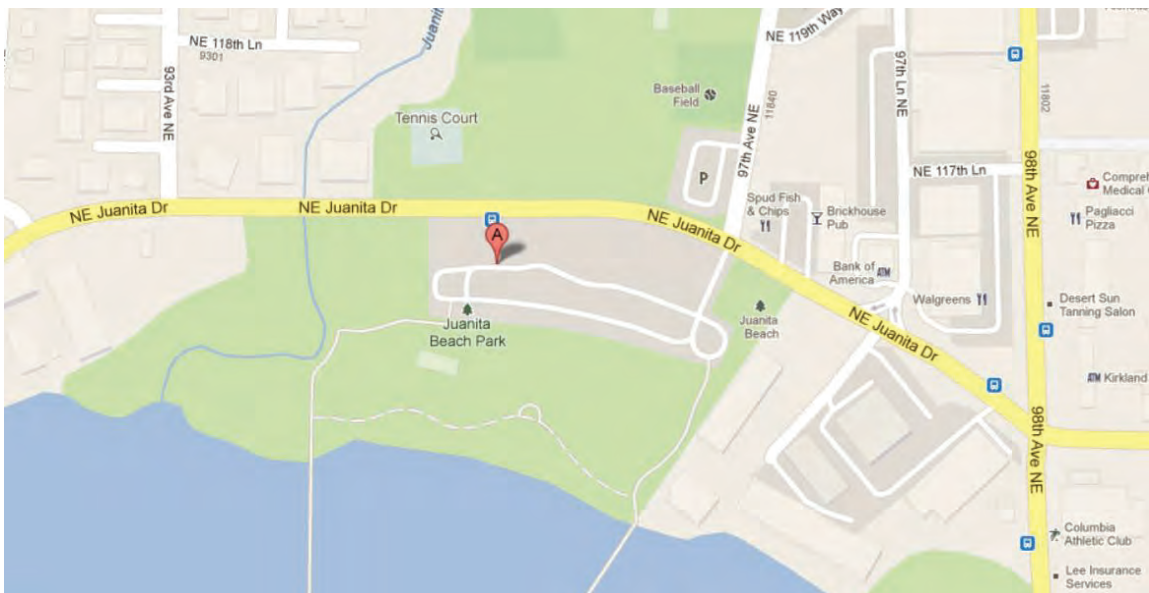 NE 118th Ln
9301
93rd Ave NE
Juanita
NE 119th Way
97th Ln NE
11802
Baseball
Field
11840
97th Ave NE
Tennis Court
P
NE 117th Ln
98th Ave NE
Compreh
Medical C
Pagliacci
Pizza
NE Juanita Dr
NE Juanita Dr
NE Juanita Dr
Spud Fish
& Chips
Brickhouse
Pub
A
Bank of
America
ATM
Walgreens
Desert Sun
Tanning Salon
Juanita
Beach Park
Juanita
Beach
NE Juanita Dr
ATM Kirkland
98th Ave NE
Columbia
Athletic Club
Lee Insurance
Services